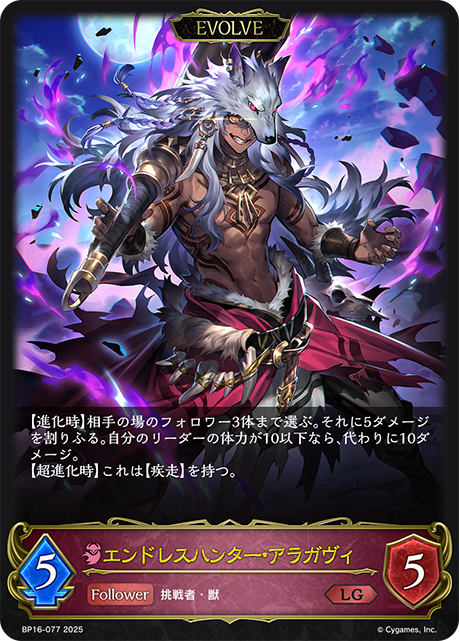 EVOLVE
【進化時】相手の場のフォロワー3体まで選ぶ。それに5ダメージ
を割りふる。自分のリーダーの体力が10以下なら、代わりに10ダ
メージ。
【超進化時】これは【疾走】を持つ。
エンドレスハンター・アラガヴィ
5
Follower 挑戦者・獣 LG
5
BP16-077 2025 © Cygames, Inc.